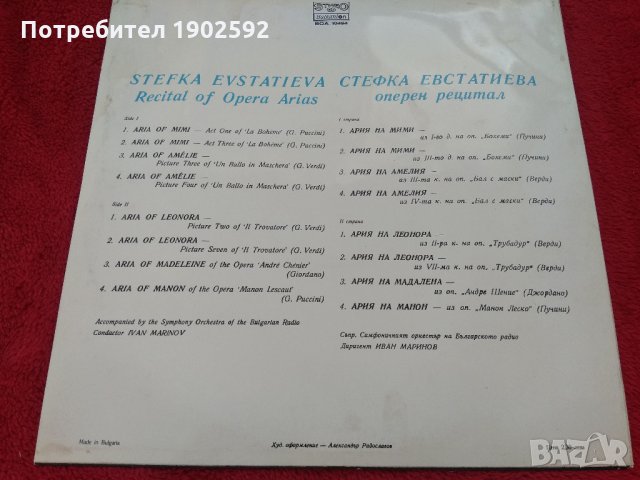 Потребител 1902592
STEREO
balkanton
STEFKA EVSTATIEVA
Recital of Opera Arias
Side I
1. ARIA OF MIMI — Act One of 'La Bohème' (G. Puccini)
2. ARIA OF MIMI — Act Three of 'La Bohème' (G. Puccini)
3. ARIA OF AMÉLIE —
Picture Three of 'Un Ballo in Maschera' (G. Verdi)
4. ARIA OF AMÉLIE —
Picture Four of 'Un Ballo in Maschera' (G. Verdi)
Side II
1. ARIA OF LEONORA —
Picture Two of 'Il Trovatore' (G. Verdi)
2. ARIA OF LEONORA —
Picture Seven of 'Il Trovatore' (G. Verdi)
3. ARIA OF MADELEINE of the Opera 'André Chénier'
(Giordano)
4. ARIA OF MANON of the Opera 'Manon Lescaut'
(G. Puccini)
Accompanied by the Symphony Orchestra of the Bulgarian Radio
Conductor IVAN MARINOV
СТЕФКА ЕВСТАТИЕВА
оперен рецитал
I страна
1. АРИЯ НА МИМИ —
из I-во д. на оп. „Бохеми“ (Пучини)
2. АРИЯ НА МИМИ —
из III-то д. на оп. „Бохеми“ (Пучини)
3. АРИЯ НА АМЕЛИЯ —
из III-та к. на оп. „Бал с маски“ (Верди)
4. АРИЯ НА АМЕЛИЯ —
из IV-та к. на оп. „Бал с маски“ (Верди)
II страна
1. АРИЯ НА ЛЕОНОРА —
из II-ра к. на оп. „Трубадур“ (Верди)
2. АРИЯ НА ЛЕОНОРА —
из VII-ма к. на оп. „Трубадур“ (Верди)
3. АРИЯ НА МАДАЛЕНА —
из оп. „Андре Шение“ (Джордано)
4. АРИЯ НА МАНОН — из оп. „Манон Леско“ (Пучини)
Съпр. Симфоничният оркестър на Българското радио
Диригент ИВАН МАРИНОВ
Made in Bulgaria
Худ. оформление — Александър Радославов
Цена
BAZAR